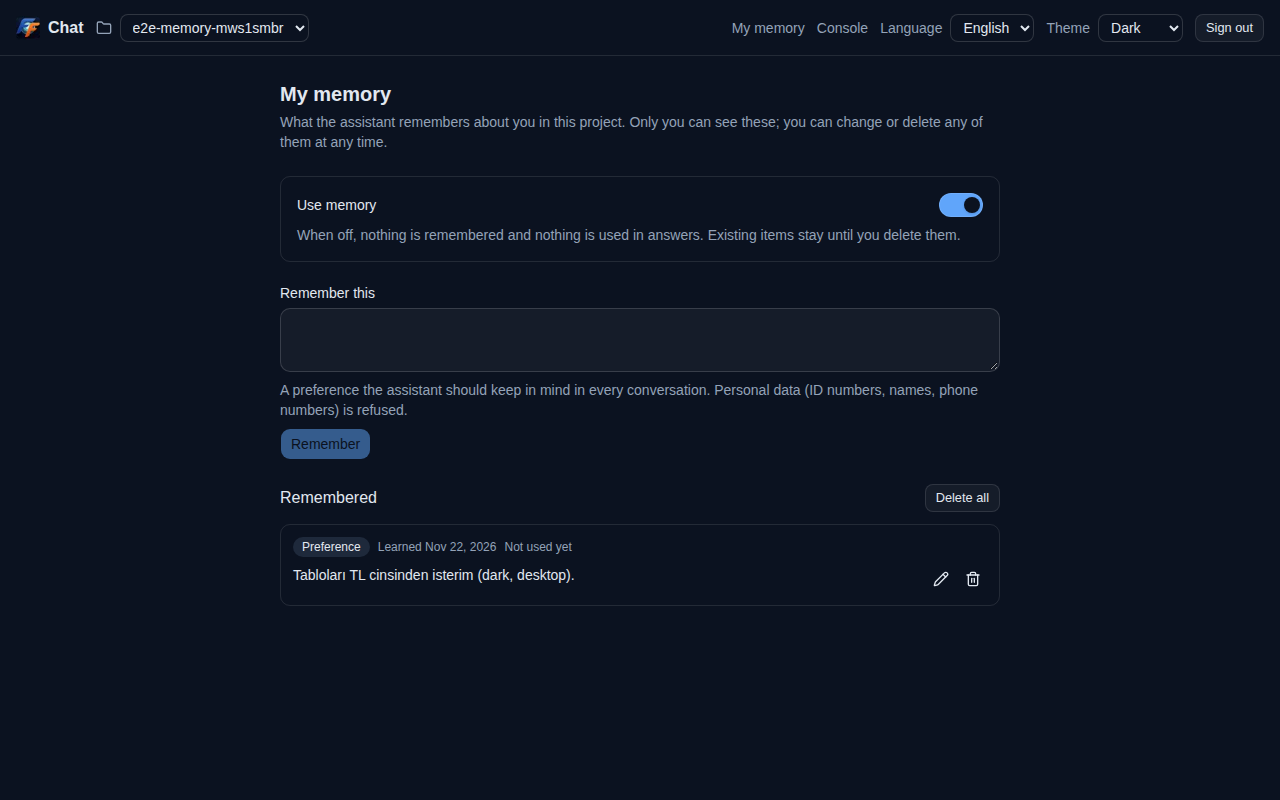 Chat
e2e-memory-mws1smbr
My memory
Console
Language
English
Theme
Dark
Sign out
My memory
What the assistant remembers about you in this project. Only you can see these; you can change or delete any of
them at any time.
Use memory
When off, nothing is remembered and nothing is used in answers. Existing items stay until you delete them.
Remember this
A preference the assistant should keep in mind in every conversation. Personal data (ID numbers, names, phone
numbers) is refused.
Remember
Remembered
Delete all
Preference
Learned Nov 22, 2026
Not used yet
Tabloları TL cinsinden isterim (dark, desktop).